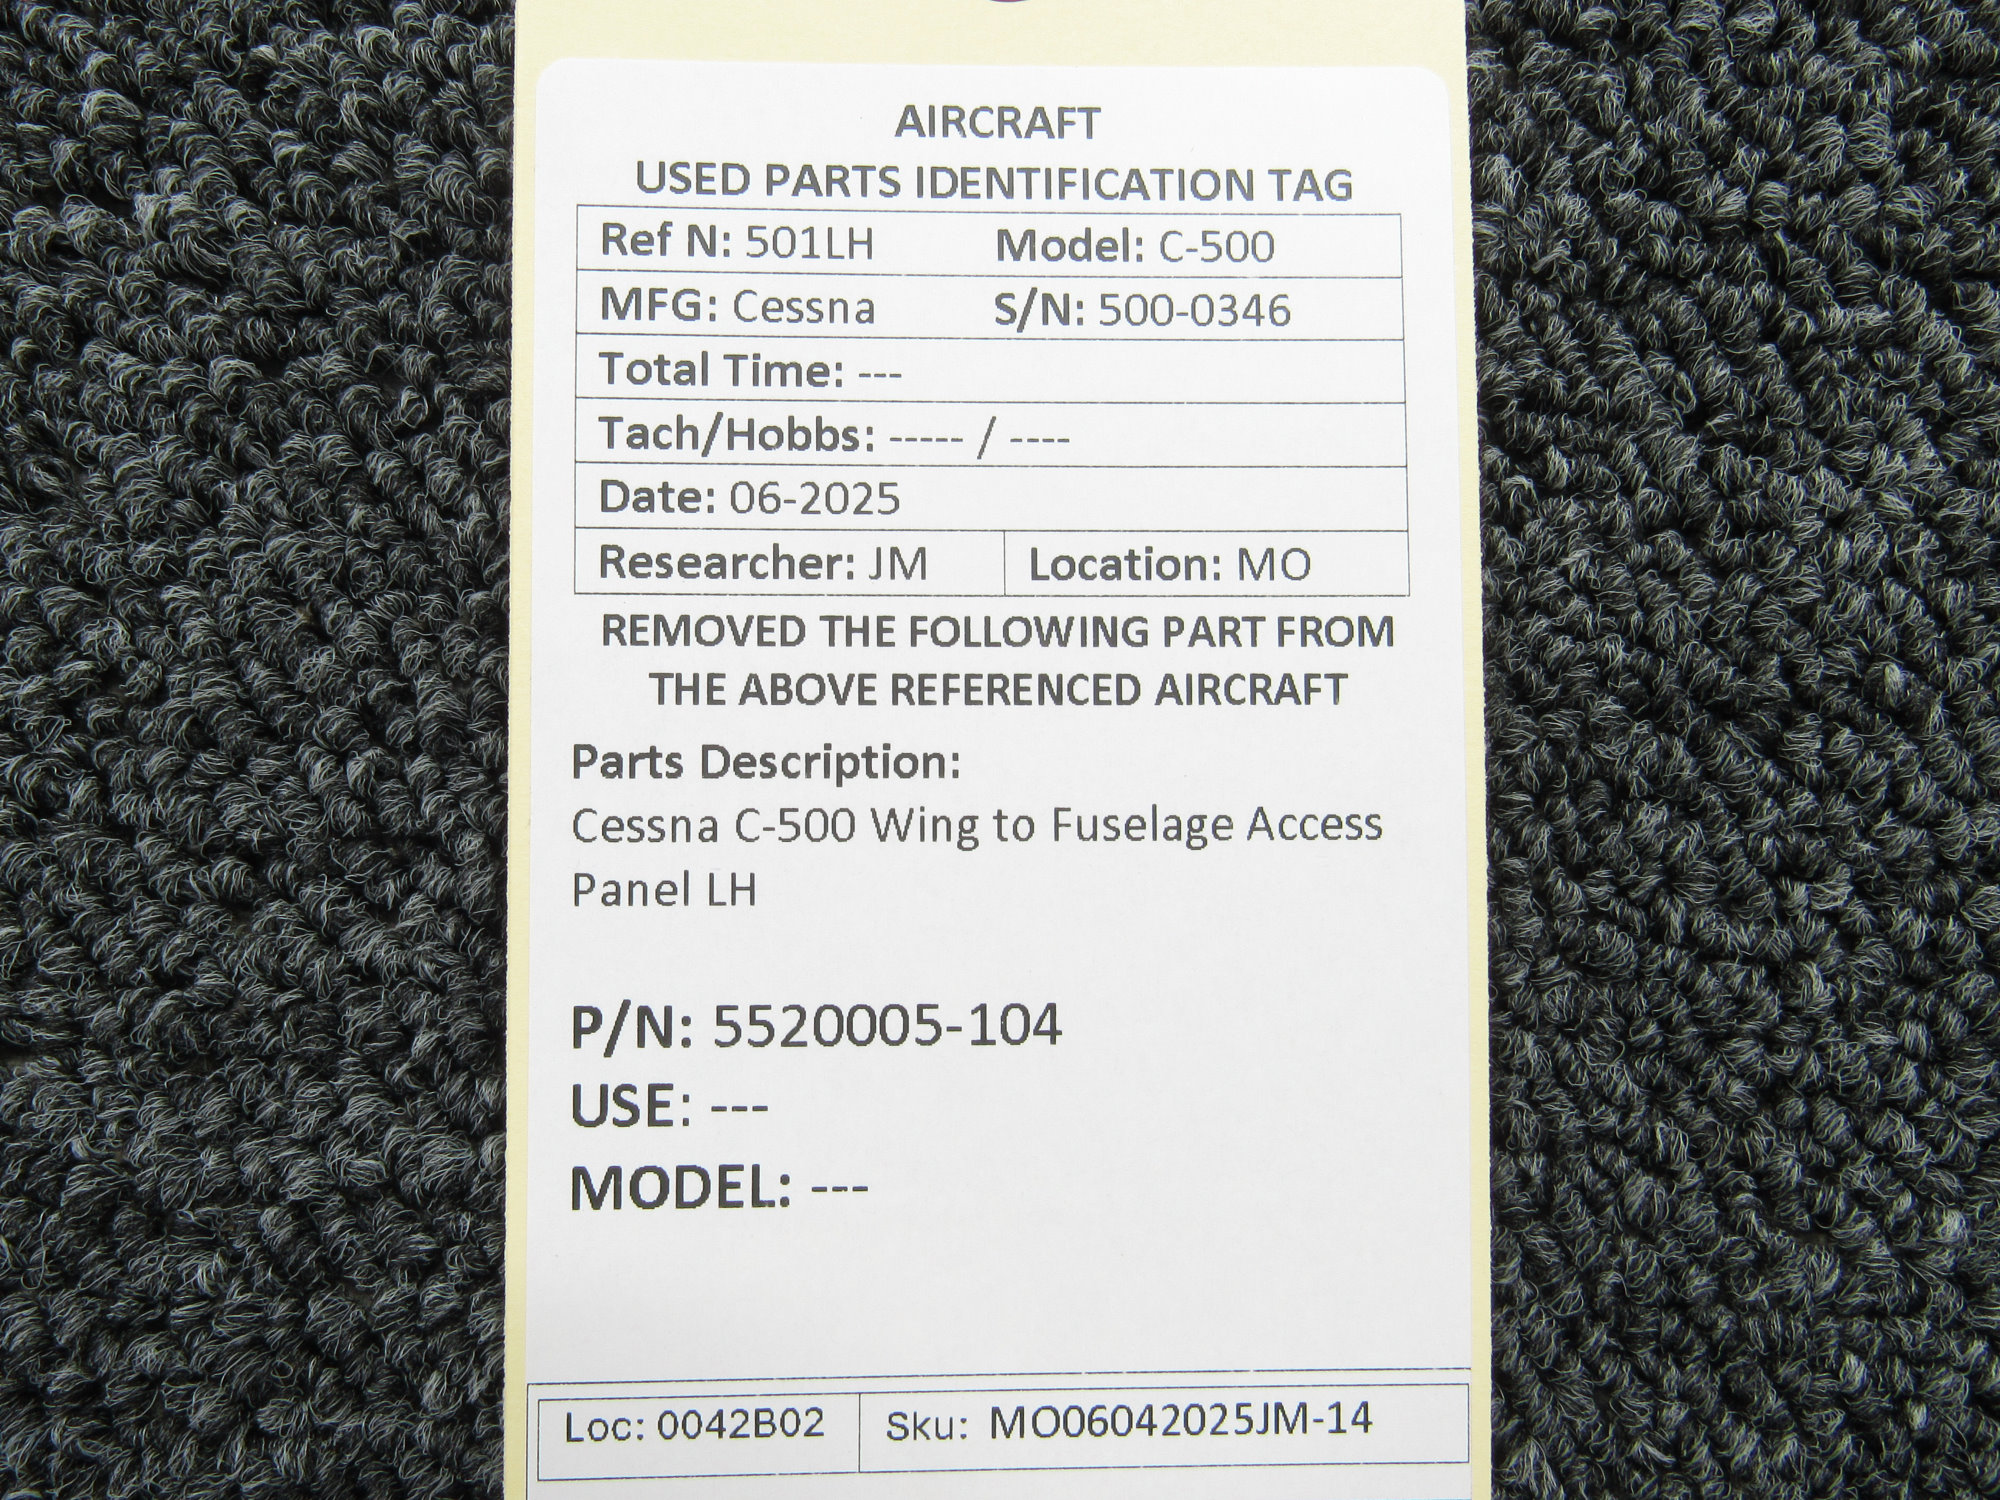 AIRCRAFT
USED PARTS IDENTIFICATION TAG
Ref N: 501LH Model: C-500
MFG: Cessna S/N: 500-0346
Total Time: ---
Tach/Hobbs: ----- / ----
Date: 06-2025
Researcher: JM Location: MO
REMOVED THE FOLLOWING PART FROM
THE ABOVE REFERENCED AIRCRAFT
Parts Description:
Cessna C-500 Wing to Fuselage Access
Panel LH
P/N: 5520005-104
USE: ---
MODEL: ---
Loc: 0042B02 Sku: MO06042025JM-14